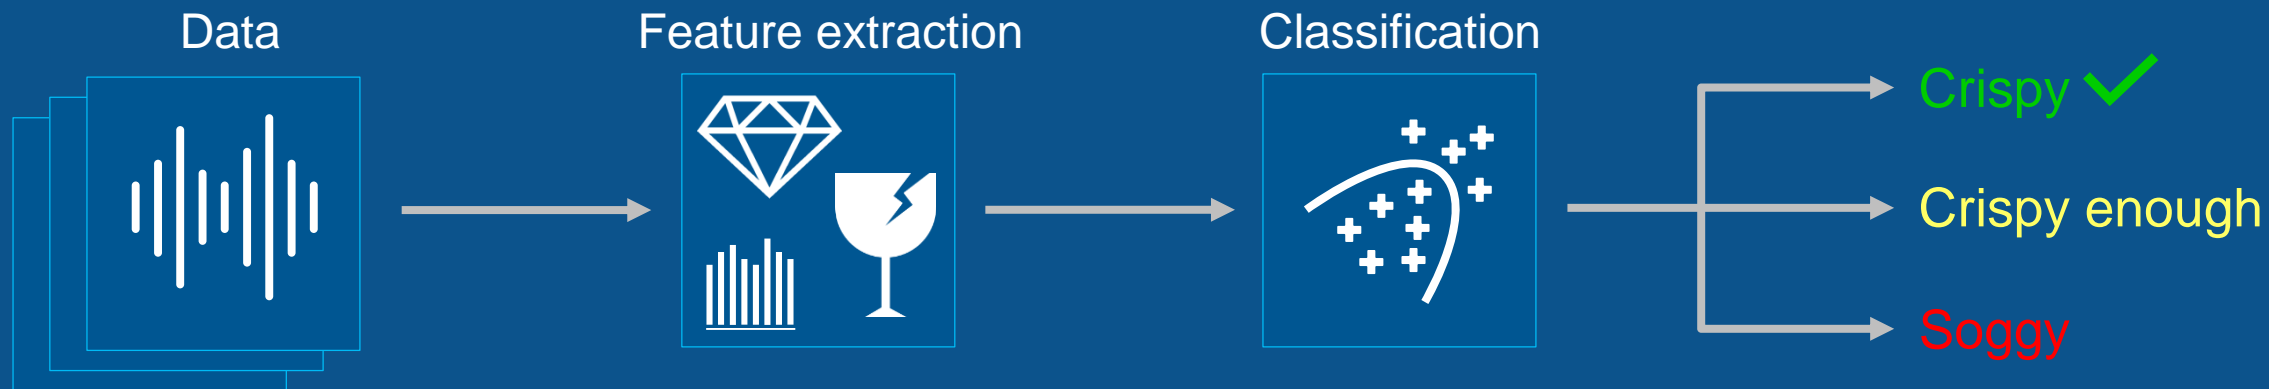 Data
Feature extraction
Classification
Crispy
Crispy enough
Soggy